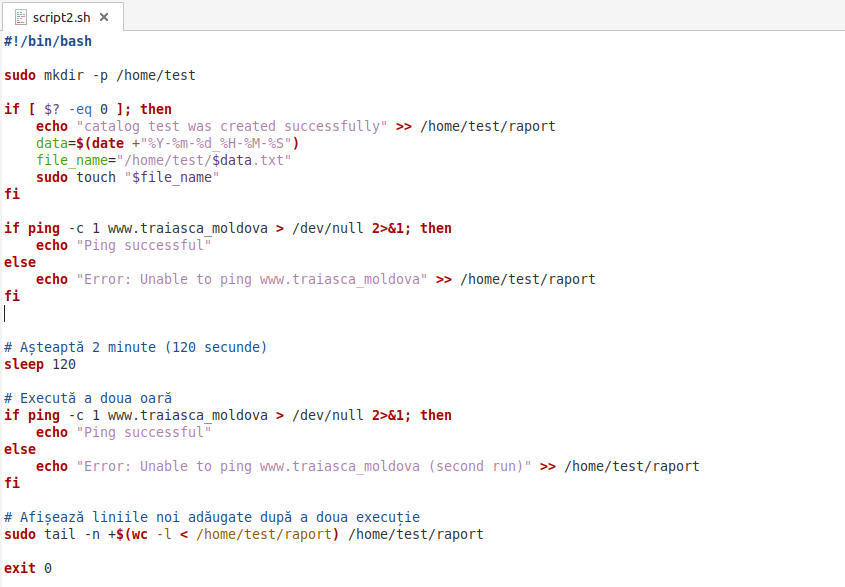 script2.sh
#!/bin/bash
sudo mkdir -p /home/test
if [ $? -eq 0 ]; then
    echo "catalog test was created successfully" >> /home/test/raport
    data=$(date +"%Y-%m-%d_%H-%M-%S")
    file_name="/home/test/$data.txt"
    sudo touch "$file_name"
fi
if ping -c 1 www.traiasca_moldova > /dev/null 2>&1; then
    echo "Ping successful"
else
    echo "Error: Unable to ping www.traiasca_moldova" >> /home/test/raport
fi
# Așteaptă 2 minute (120 secunde)
sleep 120
# Execută a doua oară
if ping -c 1 www.traiasca_moldova > /dev/null 2>&1; then
    echo "Ping successful"
else
    echo "Error: Unable to ping www.traiasca_moldova (second run)" >> /home/test/raport
fi
# Afișează liniile noi adăugate după a doua execuție
sudo tail -n +$(wc -l < /home/test/raport) /home/test/raport
exit 0